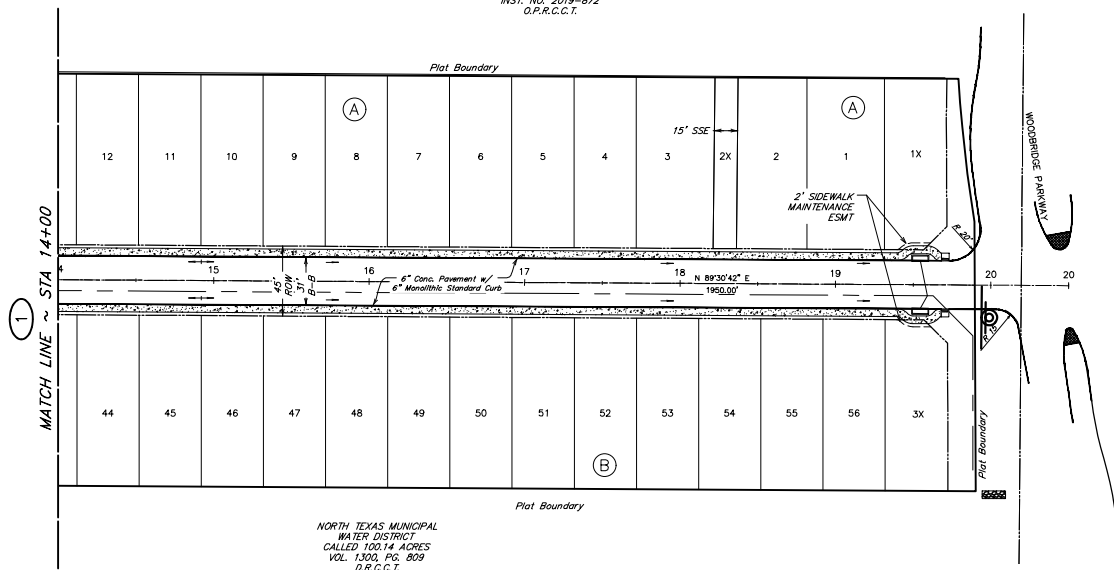 INST. NO. 2019-872
O.P.R.C.C.T.
Plat Boundary
A
A
15' SSE
12
11
10
9
8
7
6
5
4
3
2X
2
1
1X
WOODBRIDGE PARKWAY
2' SIDEWALK
MAINTENANCE
ESMT
R 20'
MATCH LINE ~ STA 14+00
1
4
15
16
17
18
19
20
20
45'
ROW
31'
B-B
6" Conc. Pavement w/
6" Monolithic Standard Curb
N 89°30'42" E
1950.00'
44
45
46
47
48
49
50
51
52
53
54
55
56
3X
B
Plat Boundary
Plat Boundary
NORTH TEXAS MUNICIPAL
WATER DISTRICT
CALLED 100.14 ACRES
VOL. 1300, PG. 809
D.R.C.C.T.